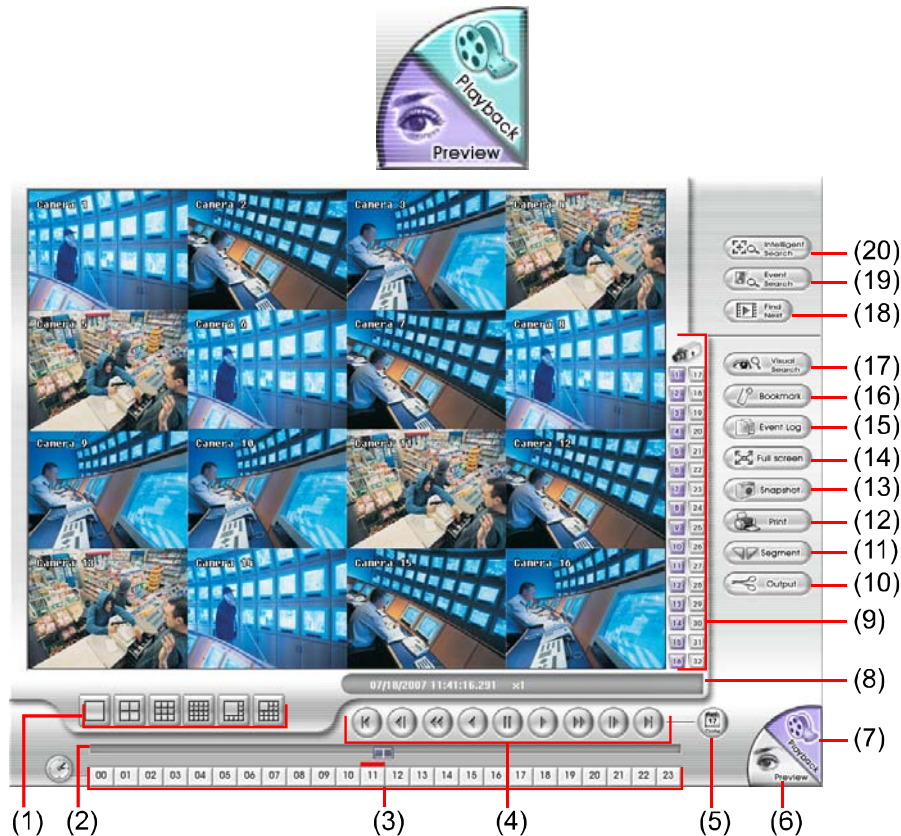 Playback
Preview
Camera 1
Camera 2
Camera 3
Camera 4
Camera 5
Camera 6
Camera 7
Camera 8
Camera 9
Camera 10
Camera 11
Camera 12
Camera 13
Camera 14
Camera 15
Camera 16
1 17
2 18
3 19
4 20
5 21
6 22
7 23
8 24
9 25
10 26
11 27
12 28
13 29
14 30
15 31
16 32
Intelligent Search (20)
Event Search (19)
Find Next (18)
Visual Search (17)
Bookmark (16)
Event Log (15)
Full screen (14)
Snapshot (13)
Print (12)
Segment (11)
Output (10)
(9)
07/18/2007 11:41:16.291 ×1 (8)
17
Date
Playback (7)
Preview
00 01 02 03 04 05 06 07 08 09 10 11 12 13 14 15 16 17 18 19 20 21 22 23
(1) (2) (3) (4) (5) (6)